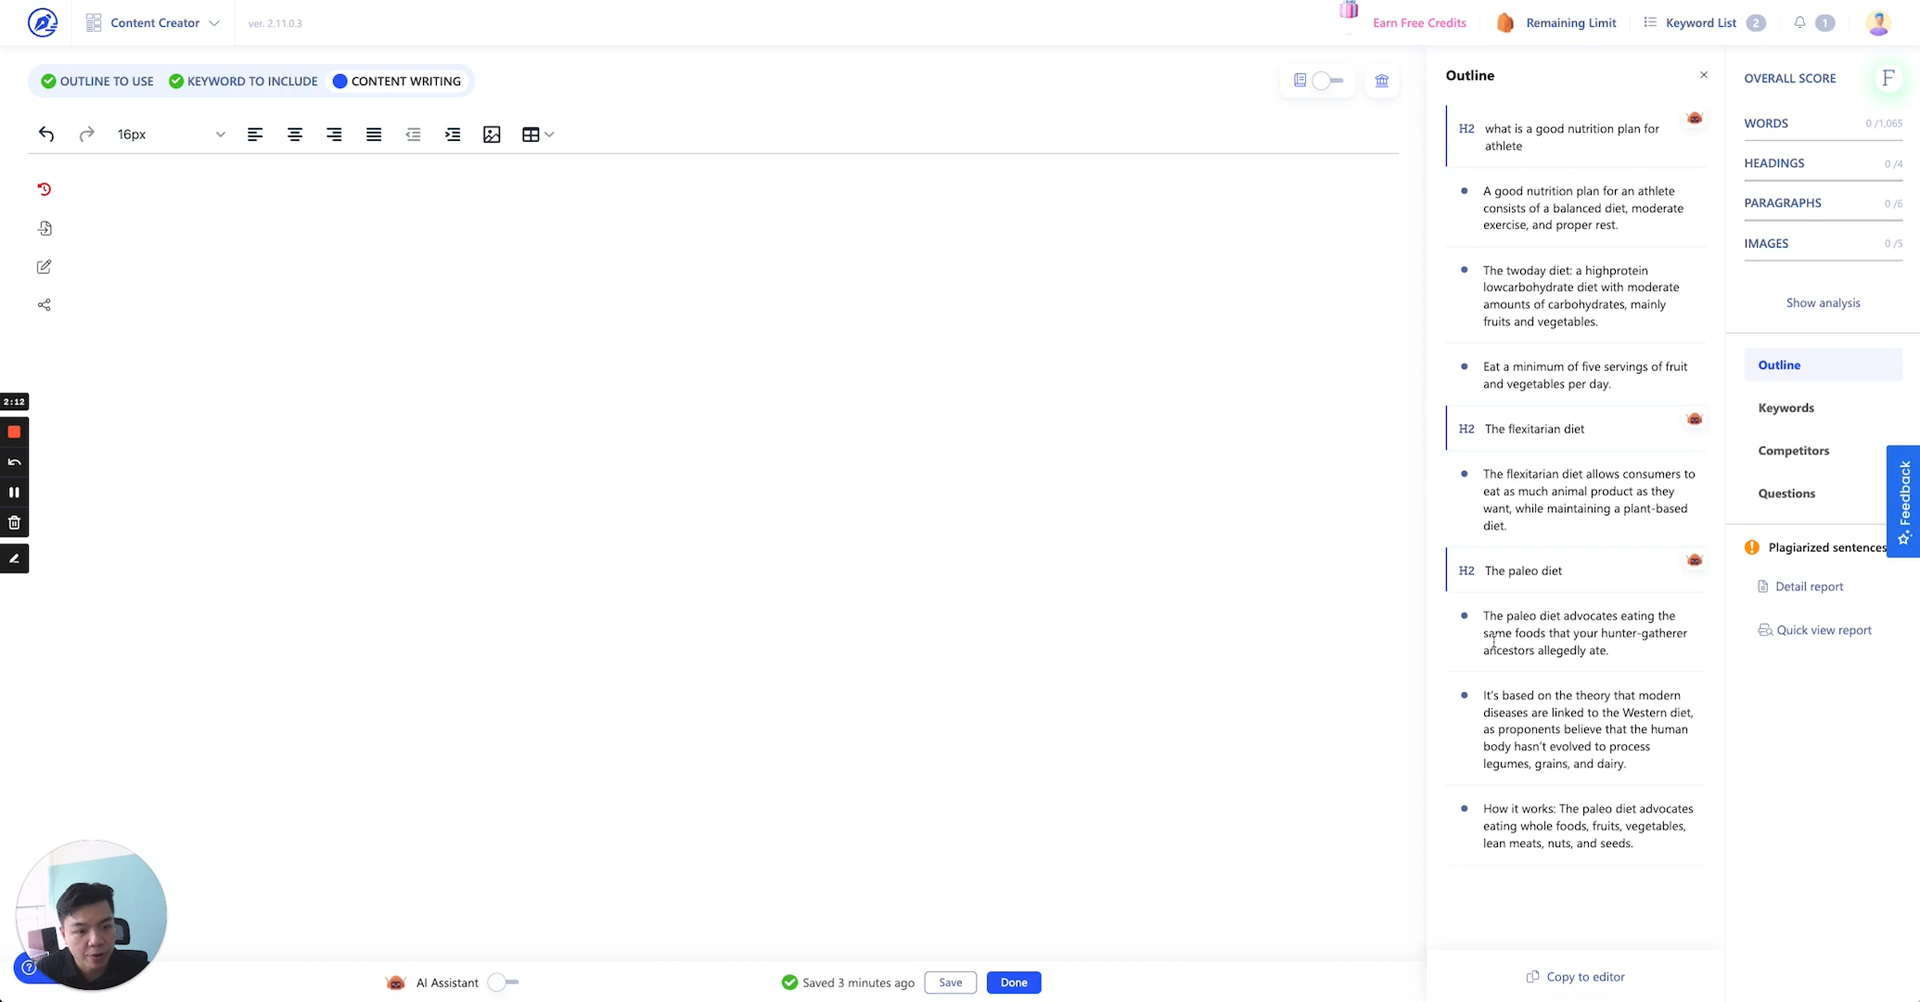 Content Creator
ver. 2.11.0.3
Earn Free Credits
Remaining Limit
Keyword List 2
1
OUTLINE TO USE
KEYWORD TO INCLUDE
CONTENT WRITING
16px
Outline
H2 what is a good nutrition plan for
athlete
A good nutrition plan for an athlete
consists of a balanced diet, moderate
exercise, and proper rest.
The twoday diet: a highprotein
lowcarbohydrate diet with moderate
amounts of carbohydrates, mainly
fruits and vegetables.
Eat a minimum of five servings of fruit
and vegetables per day.
H2 The flexitarian diet
The flexitarian diet allows consumers to
eat as much animal product as they
want, while maintaining a plant-based
diet.
H2 The paleo diet
The paleo diet advocates eating the
same foods that your hunter-gatherer
ancestors allegedly ate.
It's based on the theory that modern
diseases are linked to the Western diet,
as proponents believe that the human
body hasn't evolved to process
legumes, grains, and dairy.
How it works: The paleo diet advocates
eating whole foods, fruits, vegetables,
lean meats, nuts, and seeds.
Copy to editor
OVERALL SCORE F
WORDS 0 /1,065
HEADINGS 0 /4
PARAGRAPHS 0 /6
IMAGES 0 /5
Show analysis
Outline
Keywords
Competitors
Questions
Feedback
Plagiarized sentences
Detail report
Quick view report
2:12
AI Assistant
Saved 3 minutes ago
Save
Done